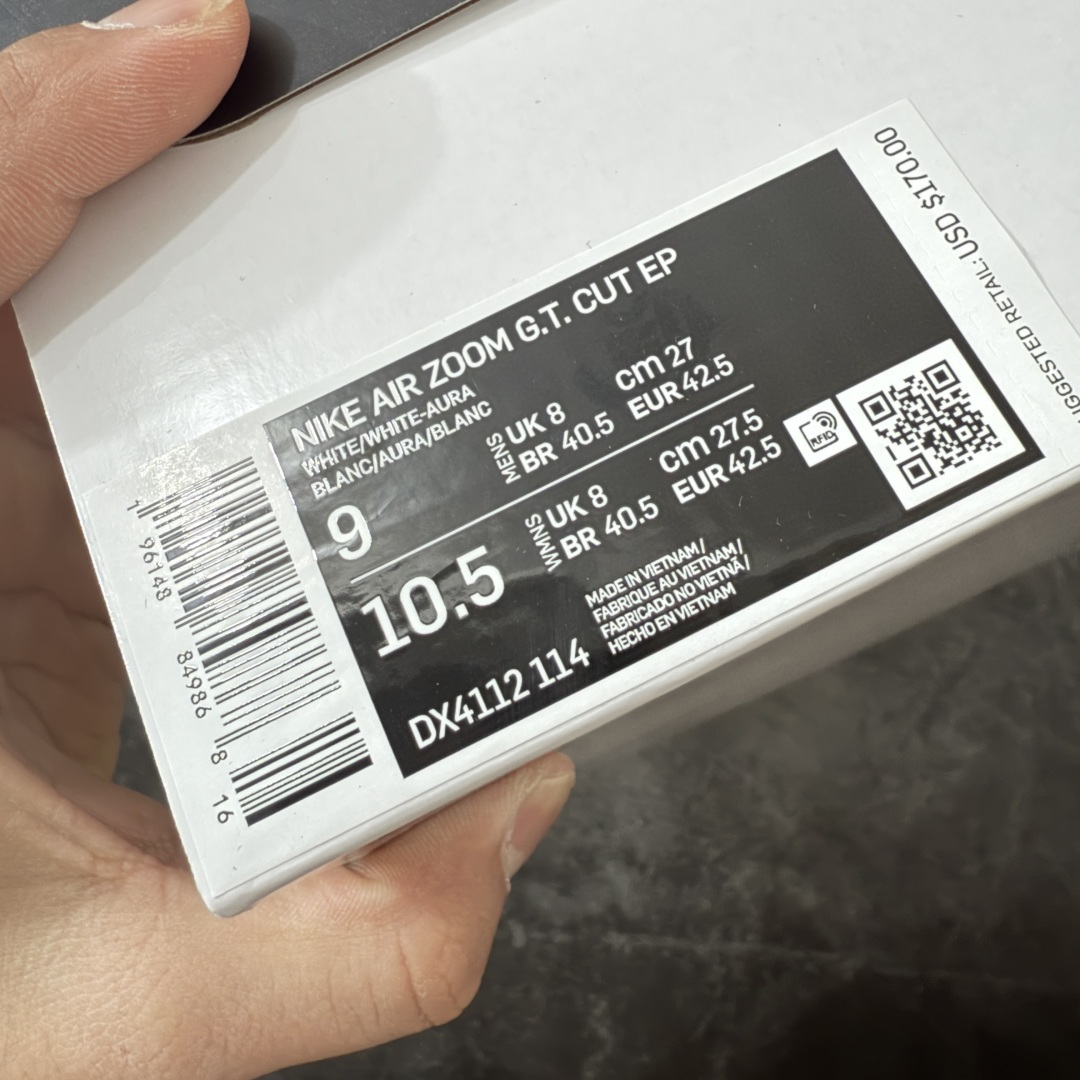 NIKE AIR ZOOM G.T. CUT EP
WHITE/WHITE-AURA
BLANC/AURA/BLANC
9
MENS
UK 8
cm 27
BR 40.5
EUR 42.5
10.5
WMNS
UK 8
cm 27.5
BR 40.5
EUR 42.5
DX4112 114
MADE IN VIETNAM/
FABRIQUE AU VIETNAM/
FABRICADO NO VIETNÃ/
HECHO EN VIETNAM
RFID
GGESTED RETAIL: USD $170.00
96148
84986
8
16